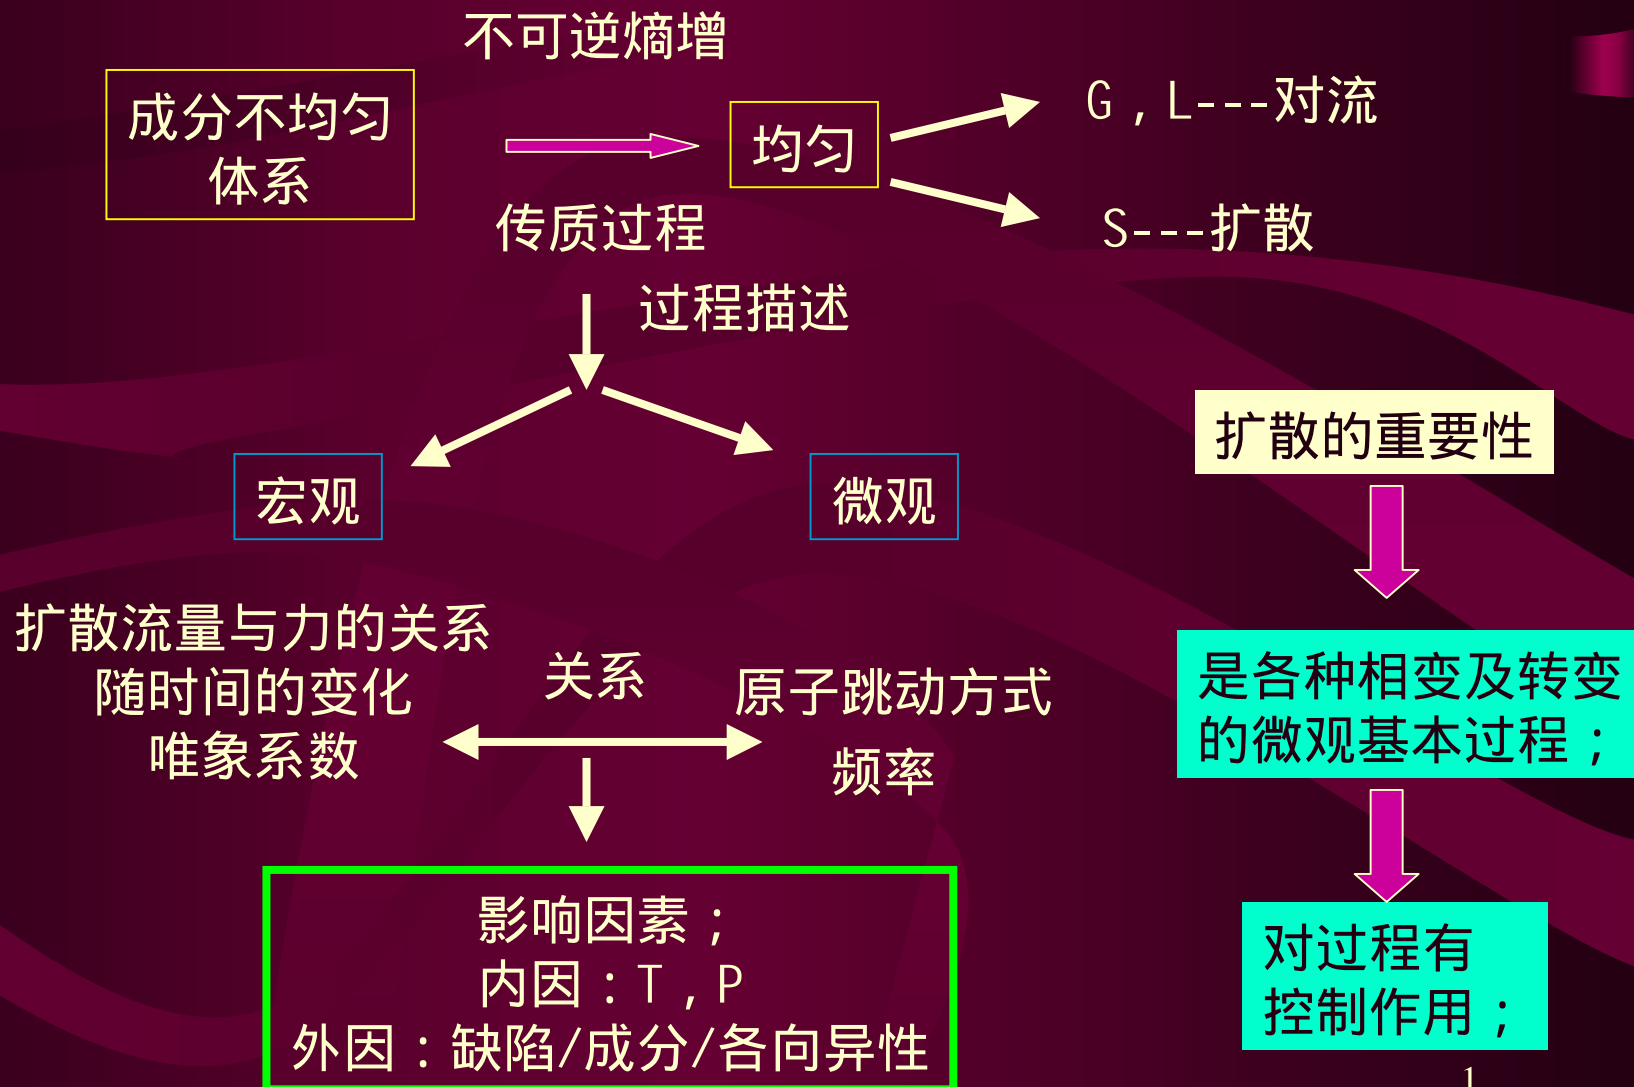 不可逆熵增
成分不均匀
体系
均匀
G，L---对流
S---扩散
传质过程
过程描述
宏观
微观
扩散的重要性
扩散流量与力的关系
随时间的变化
唯象系数
关系
原子跳动方式
频率
是各种相变及转变
的微观基本过程；
影响因素；
内因：T，P
外因：缺陷/成分/各向异性
对过程有
控制作用；
1